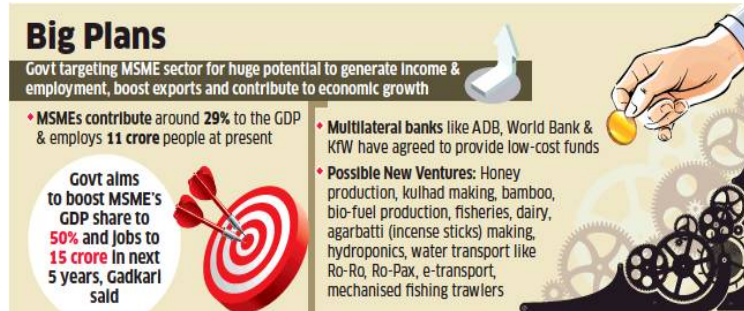 Big Plans
Govt targeting MSME sector for huge potential to generate income &
employment, boost exports and contribute to economic growth
MSMEs contribute around 29% to the GDP
& employs 11 crore people at present
Govt aims
to boost MSME's
GDP share to
50% and jobs to
15 crore in next
5 years, Gadkari
said
Multilateral banks like ADB, World Bank &
KfW have agreed to provide low-cost funds
Possible New Ventures: Honey
production, kulhad making, bamboo,
bio-fuel production, fisheries, dairy,
agarbatti (incense sticks) making,
hydroponics, water transport like
Ro-Ro, Ro-Pax, e-transport,
mechanised fishing trawlers